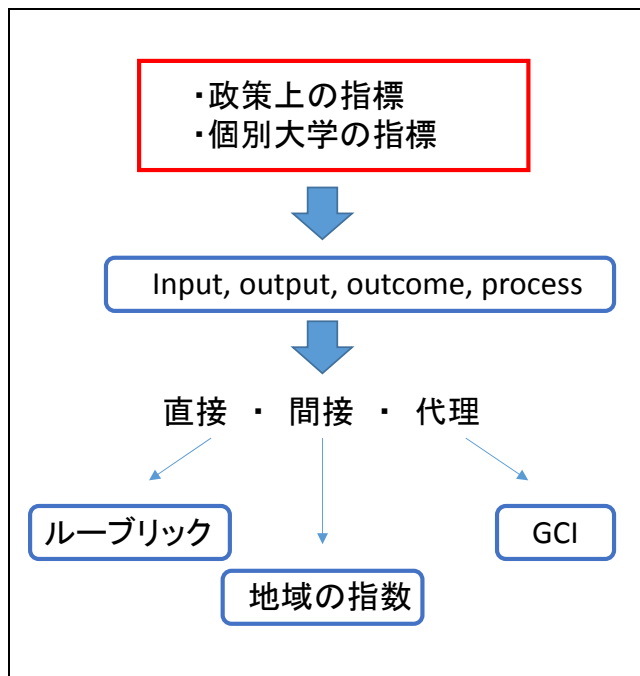 ・政策上の指標
・個別大学の指標
Input, output, outcome, process
直接 ・ 間接 ・ 代理
ルーブリック
GCI
地域の指数